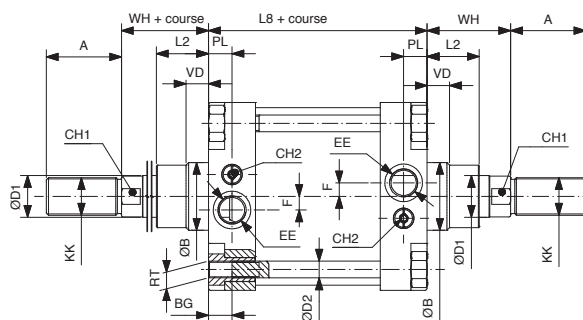 WH + course
L8 + course
WH
A
A
L2
PL
PL
L2
VD
VD
CH1
CH2
EE
CH1
ØD1
F
F
KK
ØB
EE
CH2
ØD1
KK
RT
BG
ØD2
ØB